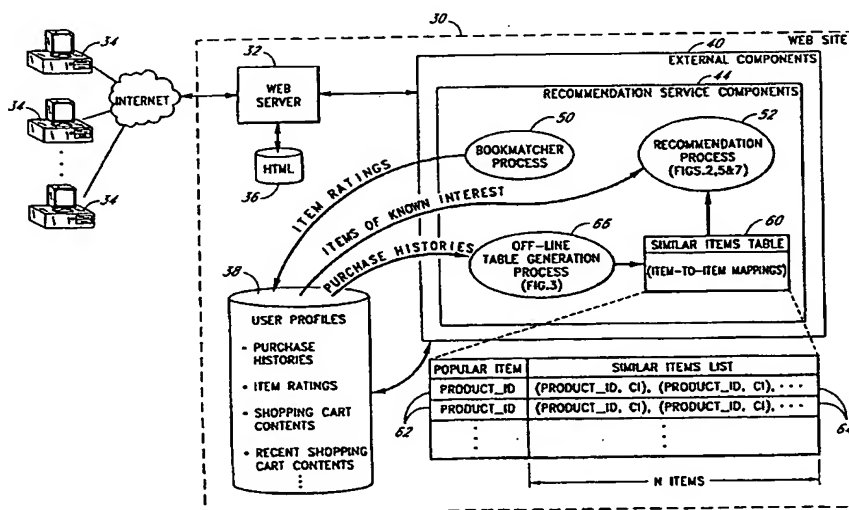 30
WEB SITE
34
32
WEB
SERVER
40
EXTERNAL COMPONENTS
44
RECOMMENDATION SERVICE COMPONENTS
INTERNET
34
50
BOOKMATCHER
PROCESS
52
RECOMMENDATION
PROCESS
(FIGS.2,5&7)
HTML
36
34
ITEM RATINGS
ITEMS OF KNOWN INTEREST
PURCHASE HISTORIES
66
OFF-LINE
TABLE GENERATION
PROCESS
(FIG.3)
60
SIMILAR ITEMS TABLE
(ITEM-TO-ITEM MAPPINGS)
38
USER PROFILES
• PURCHASE
HISTORIES
• ITEM RATINGS
• SHOPPING CART
CONTENTS
• RECENT SHOPPING
CART CONTENTS
POPULAR ITEM
SIMILAR ITEMS LIST
PRODUCT_ID
(PRODUCT_ID, CI), (PRODUCT_ID, CI), ···
PRODUCT_ID
(PRODUCT_ID, CI), (PRODUCT_ID, CI), ···
62
N ITEMS